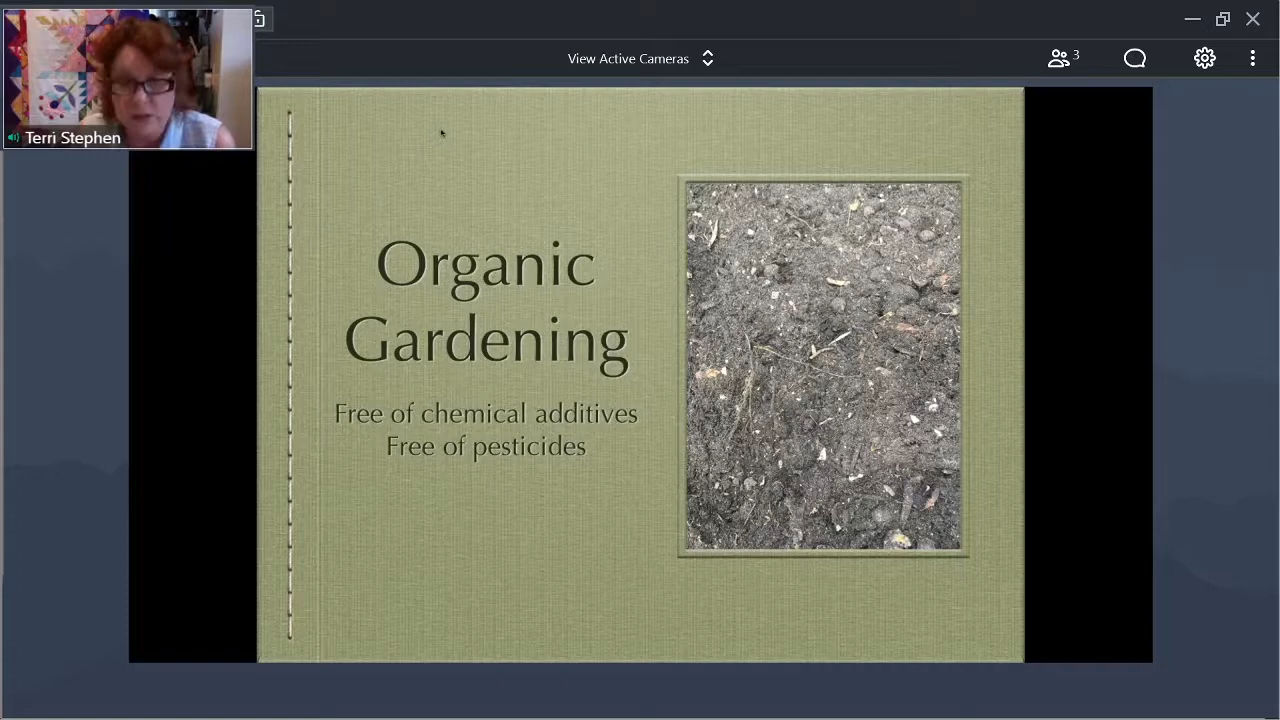 View Active Cameras
3
Terri Stephen
Organic
Gardening
Free of chemical additives
Free of pesticides